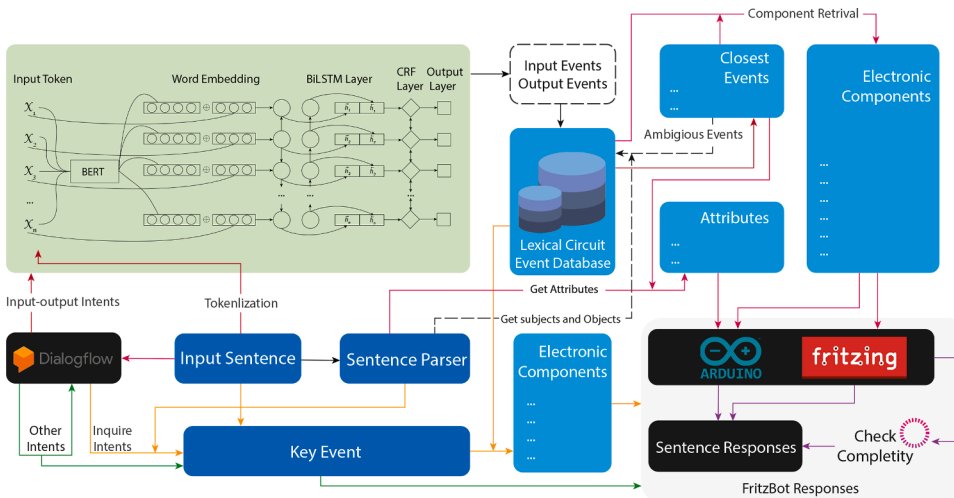 Component Retrival
Input Token
Word Embedding
BiLSTM Layer
CRF
Layer
Output
Layer
Input Events
Output Events
Closest
Events
...
...
Electronic
Components
...
...
...
...
...
...
X1
X2
X3
...
Xn
BERT
...
...
...
Ambigious Events
Lexical Circuit
Event Database
Attributes
...
...
Input-output Intents
Tokenlization
Get Attributes
Get subjects and Objects
Dialogflow
Input Sentence
Sentence Parser
Electronic
Components
...
...
...
...
ARDUINO
fritzing
Other
Intents
Inquire
Intents
Key Event
Sentence Responses
Check
Completity
FritzBot Responses